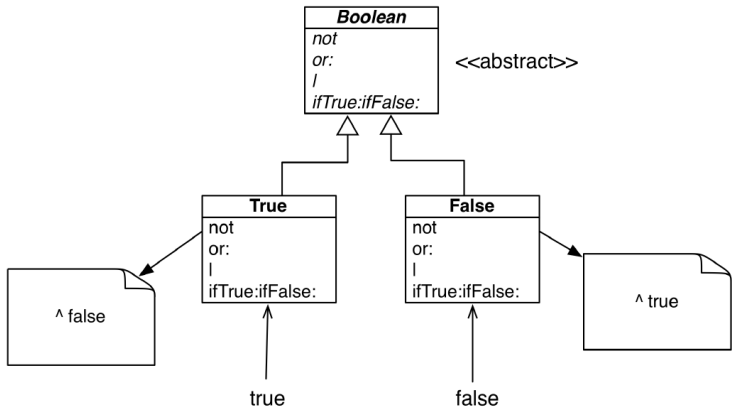 Boolean
not
or:
|
ifTrue:ifFalse:
<<abstract>>
True
not
or:
|
ifTrue:ifFalse:
False
not
or:
|
ifTrue:ifFalse:
^ false
^ true
true
false